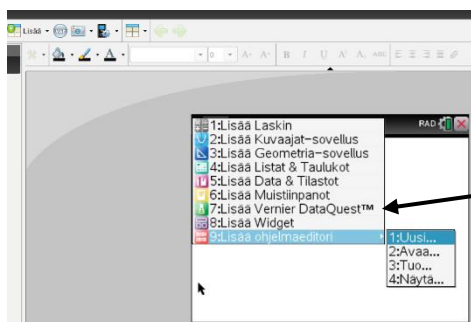 Lisää
B I U
RAD
1:Lisää Laskin
2:Lisää Kuvaajat-sovellus
3:Lisää Geometria-sovellus
4:Lisää Listat & Taulukot
5:Lisää Data & Tilastot
6:Lisää Muistiinpanot
7:Lisää Vernier DataQuest™
8:Lisää Widget
9:Lisää ohjelmaeditori
1:Uusi...
2:Avaa...
3:Tuo...
4:Näytä...